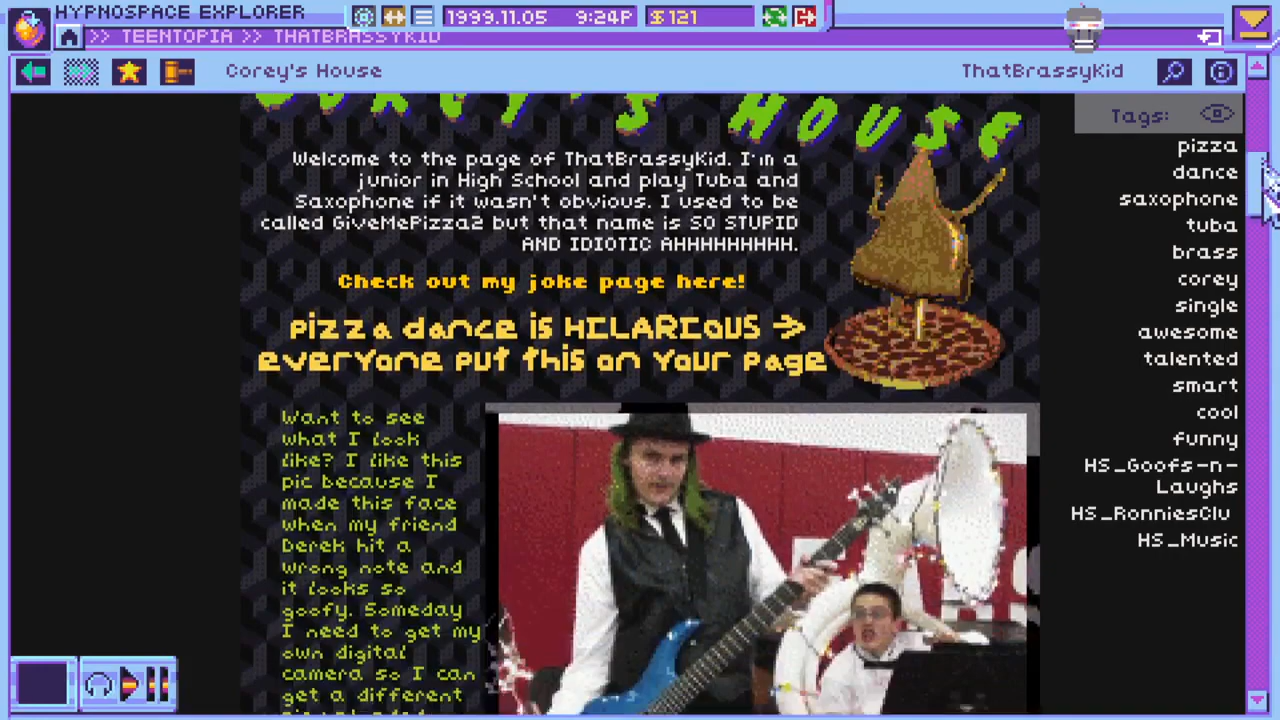 HYPNOSPACE EXPLORER
1999.11.05 9:24P
121
>> TEENTOPIA >> THATBRASSYKID
Corey's House
ThatBrassyKid
COREY'S HOUSE
Tags:
Welcome to the page of ThatBrassyKid. I'm a
junior in High School and play Tuba and
Saxophone if it wasn't obvious. I used to be
called GiveMePizza2 but that name is SO STUPID
AND IDIOTIC AHHHHHHHHH.
Check out my joke page here!
pizza dance is HILARIOUS →
everyone put this on your page
Want to see
what I look
like? I like this
pic because I
made this face
when my friend
Derek hit a
wrong note and
it looks so
goofy. Someday
I need to get my
own digital
camera so I can
get a different
pizza
dance
saxophone
tuba
brass
corey
single
awesome
talented
smart
cool
funny
HS_Goofs-n-
Laughs
HS_RonniesClu
HS_Music